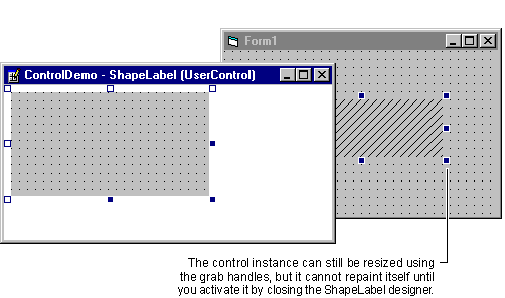 Form1
ControlDemo - ShapeLabel (UserControl)
The control instance can still be resized using
the grab handles, but it cannot repaint itself until
you activate it by closing the ShapeLabel designer.